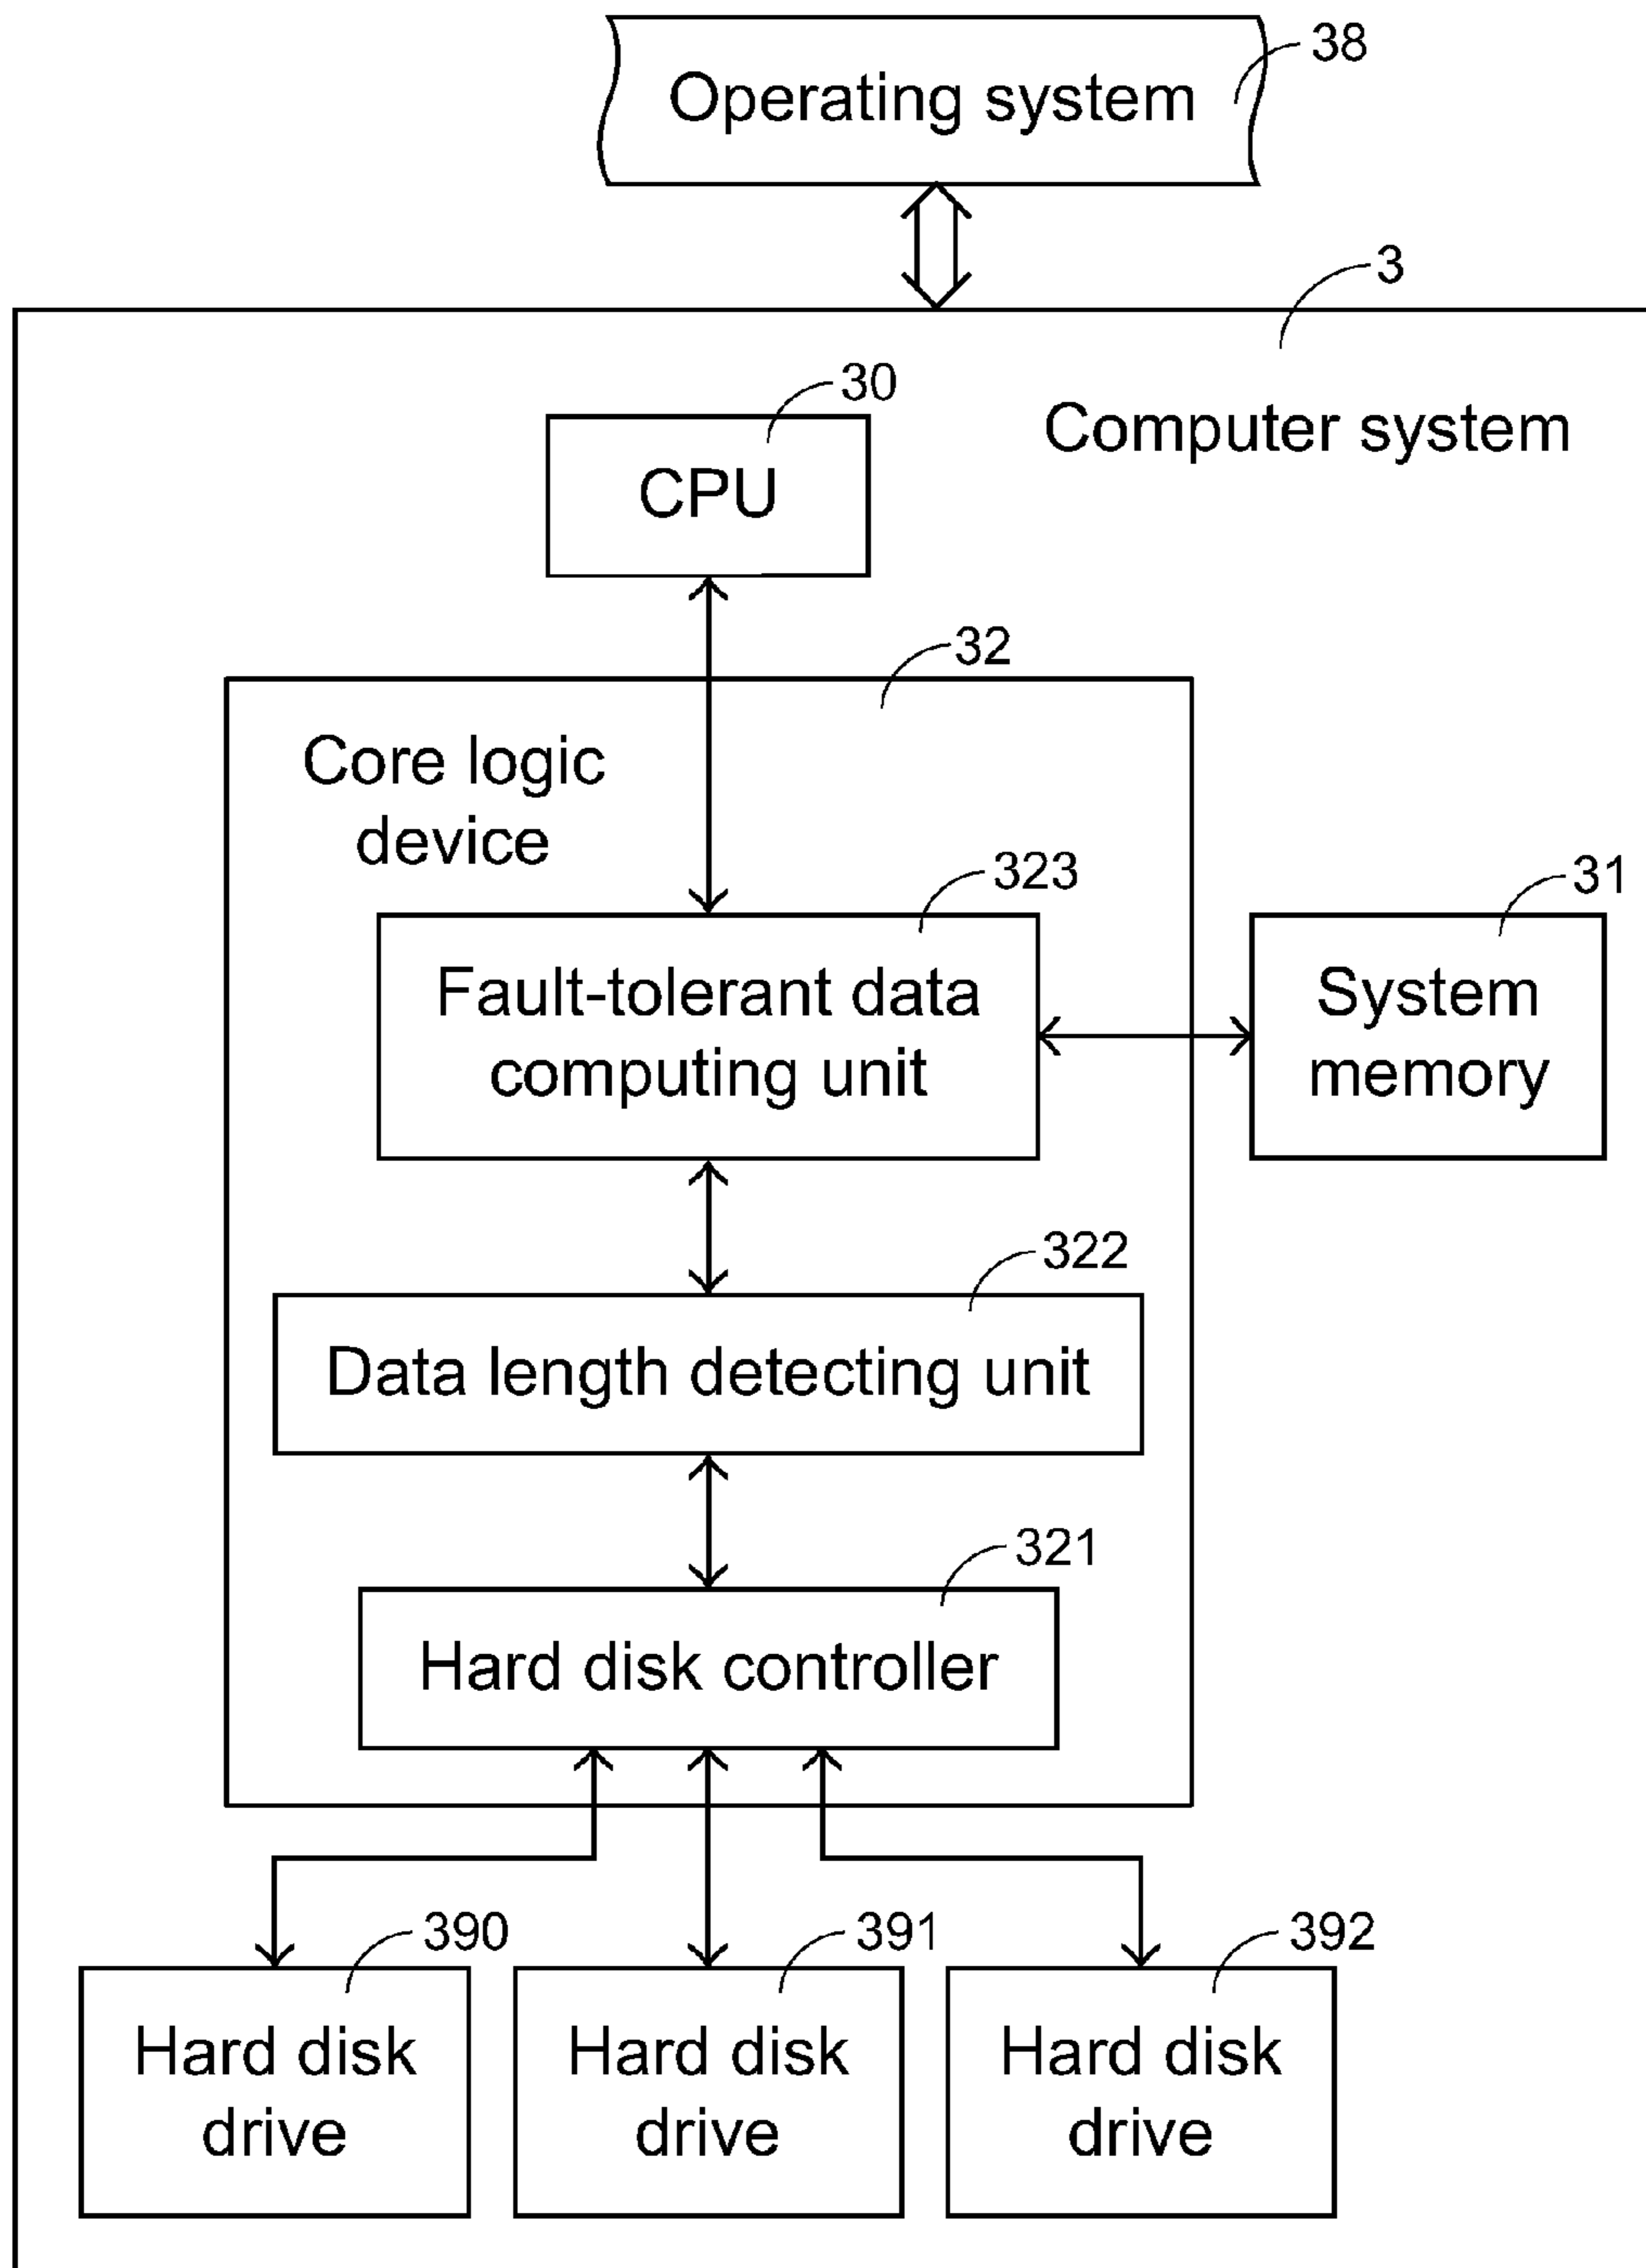 Operating system
38
3
Computer system
30
CPU
32
Core logic
device
323
Fault-tolerant data
computing unit
31
System
memory
322
Data length detecting unit
321
Hard disk controller
390
Hard disk
drive
391
Hard disk
drive
392
Hard disk
drive